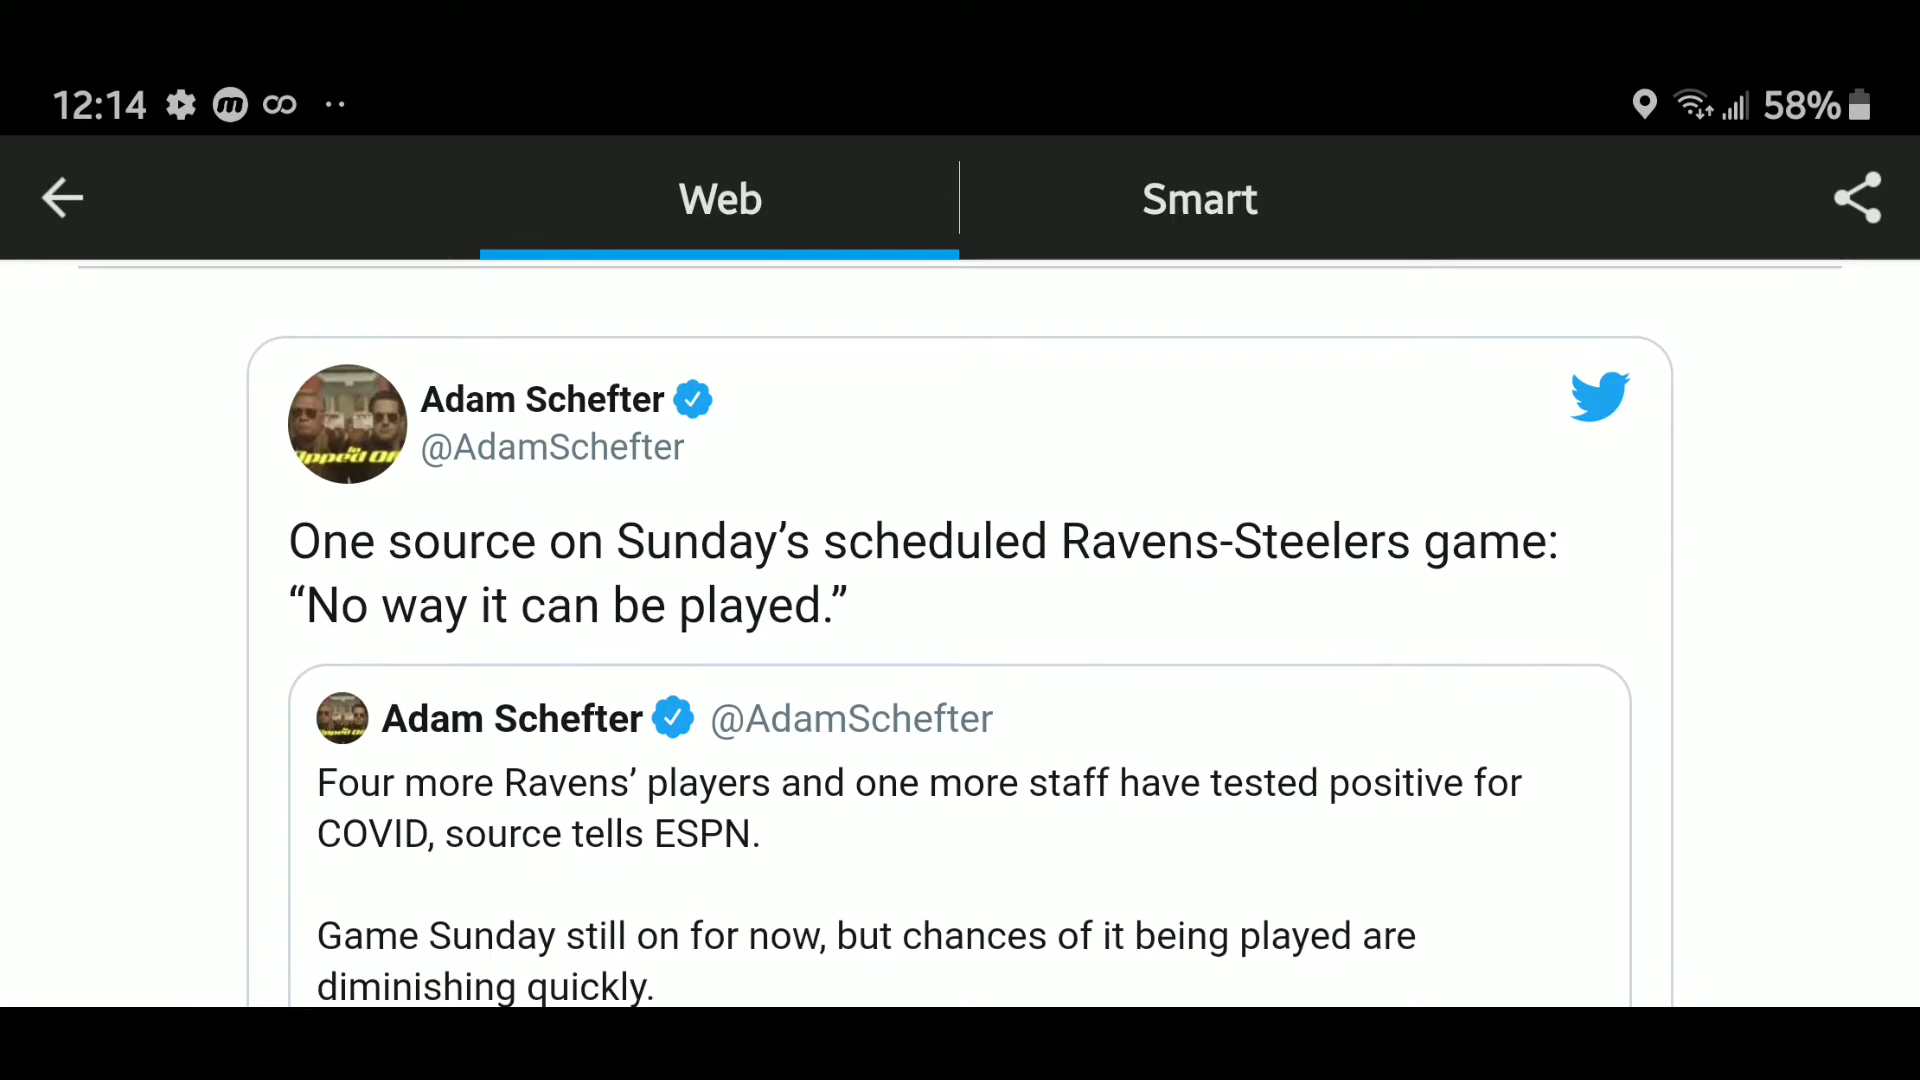 12:14
58%
Web
Smart
Adam Schefter
@AdamSchefter
One source on Sunday’s scheduled Ravens-Steelers game:
“No way it can be played.”
Adam Schefter @AdamSchefter
Four more Ravens’ players and one more staff have tested positive for
COVID, source tells ESPN.
Game Sunday still on for now, but chances of it being played are
diminishing quickly.